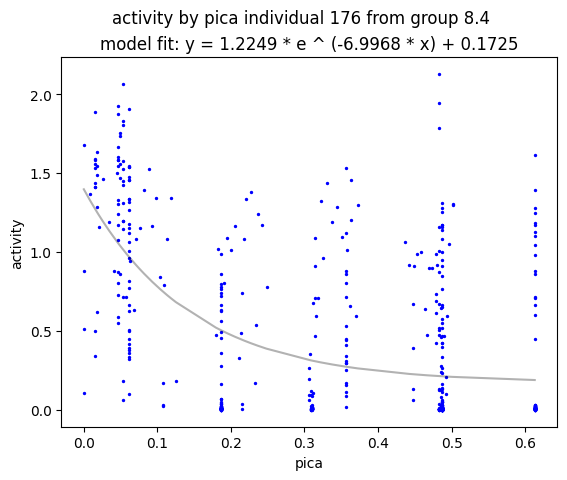 activity by pica individual 176 from group 8.4
model fit: y = 1.2249 * e ^ (-6.9968 * x) + 0.1725
activity
2.0
1.5
1.0
0.5
0.0
0.0 0.1 0.2 0.3 0.4 0.5 0.6
pica